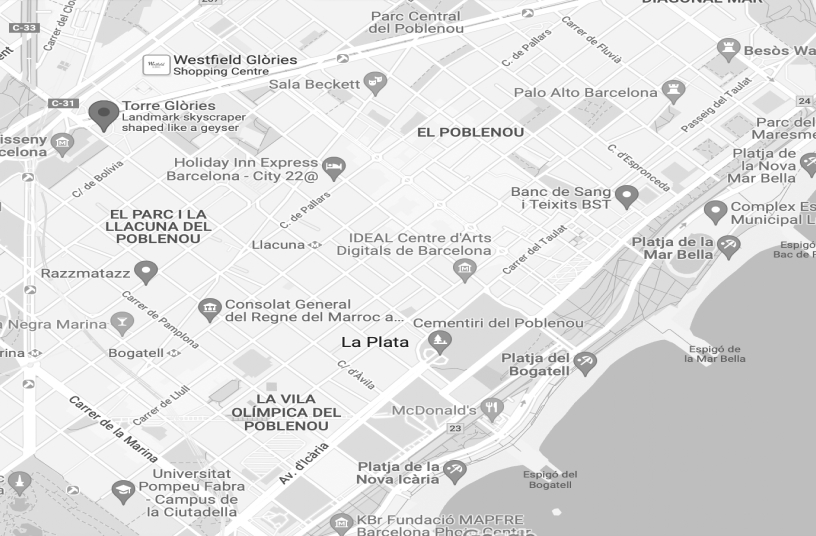 209
DIAGONAL MAR
C-33
Carrer del Clo
Parc Central
del Poblenou
C. de Pallars
Carrer de Fluvià
Westfield Glòries
Shopping Centre
Besòs Wa
Sala Beckett
Palo Alto Barcelona
Passeig del Taulat
24
C-31
Torre Glòries
Landmark skyscraper
shaped like a geyser
EL POBLENOU
Parc del
Maresme
isseny
celona
C/ de Bolívia
Holiday Inn Express
Barcelona - City 22@
C. d'Espronceda
Platja de
la Nova
Mar Bella
Banc de Sang
i Teixits BST
EL PARC I LA
LLACUNA DEL
POBLENOU
C. de Pallars
Complex Es
Municipal L
Llacuna
IDEAL Centre d'Arts
Digitals de Barcelona
Carrer del Taulat
Platja de la
Mar Bella
Espigó
Bac de F
Razzmatazz
Carrer de Pamplona
Consolat General
del Regne del Marroc a...
a Negra Marina
Cementiri del Poblenou
La Plata
rina
Bogatell
Espigó de
la Mar Bella
Platja del
Bogatell
C/ d'Àvila
Carrer de Llull
LA VILA
OLÍMPICA DEL
POBLENOU
McDonald's
Carrer de la Marina
23
Av. d'Icària
Platja de la
Nova Icària
Universitat
Pompeu Fabra
- Campus de
la Ciutadella
Espigó del
Bogatell
KBr Fundació MAPFRE
Barcelona Photo Center